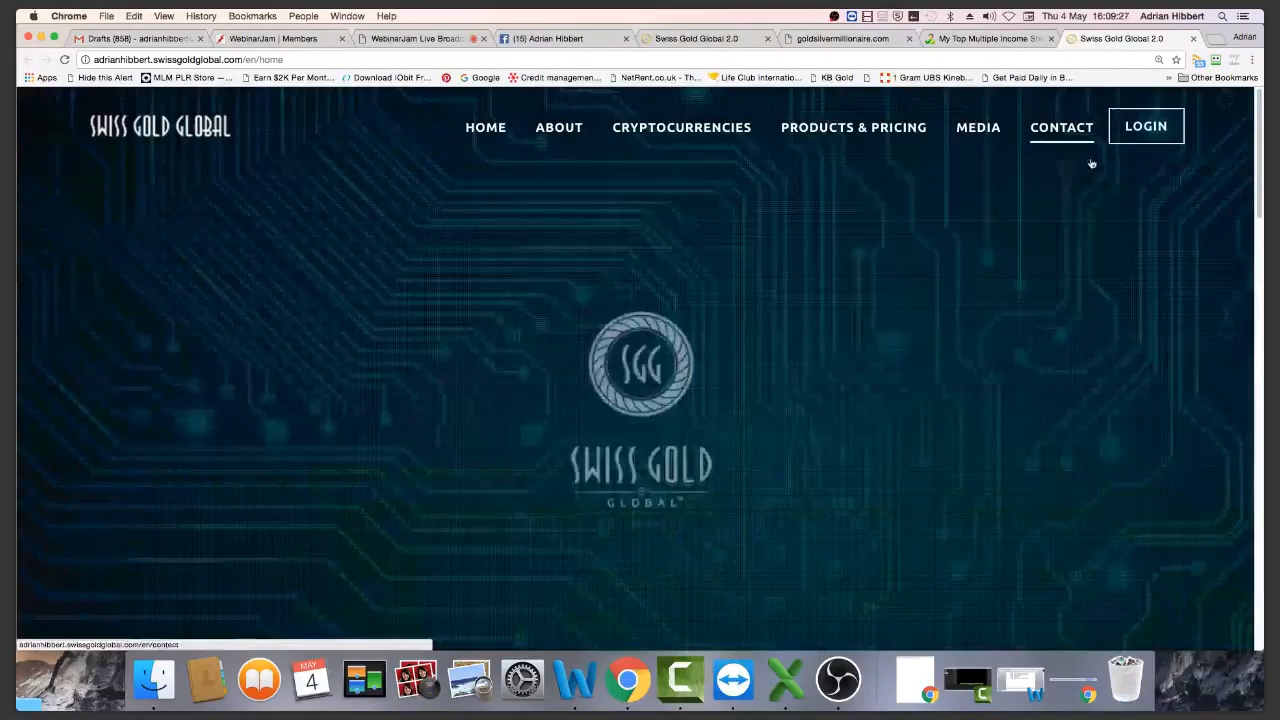 Chrome File Edit View History Bookmarks People Window Help Thu 4 May 16:09:27 Adrian Hibbert
Drafts (858) - adrianhibbert WebinarJam | Members WebinarJam Live Broadc (15) Adrian Hibbert Swiss Gold Global 2.0 goldsilvermillionaire.com My Top Multiple Income Str Swiss Gold Global 2.0 Adrian
adrianhibbert.swissgoldglobal.com/en/home
Apps Hide this Alert MLM PLR Store —... Earn $2K Per Mont... Download IObit Fr... Google Credit managemen... NetRent.co.uk - Th... Life Club internatio... KB Gold 1 Gram UBS Kineb... Get Paid Daily in B... » Other Bookmarks
SWISS GOLD GLOBAL HOME ABOUT CRYPTOCURRENCIES PRODUCTS & PRICING MEDIA CONTACT LOGIN
SGG
SWISS GOLD
GLOBAL
adrianhibbert.swissgoldglobal.com/en/contact
MAY
4